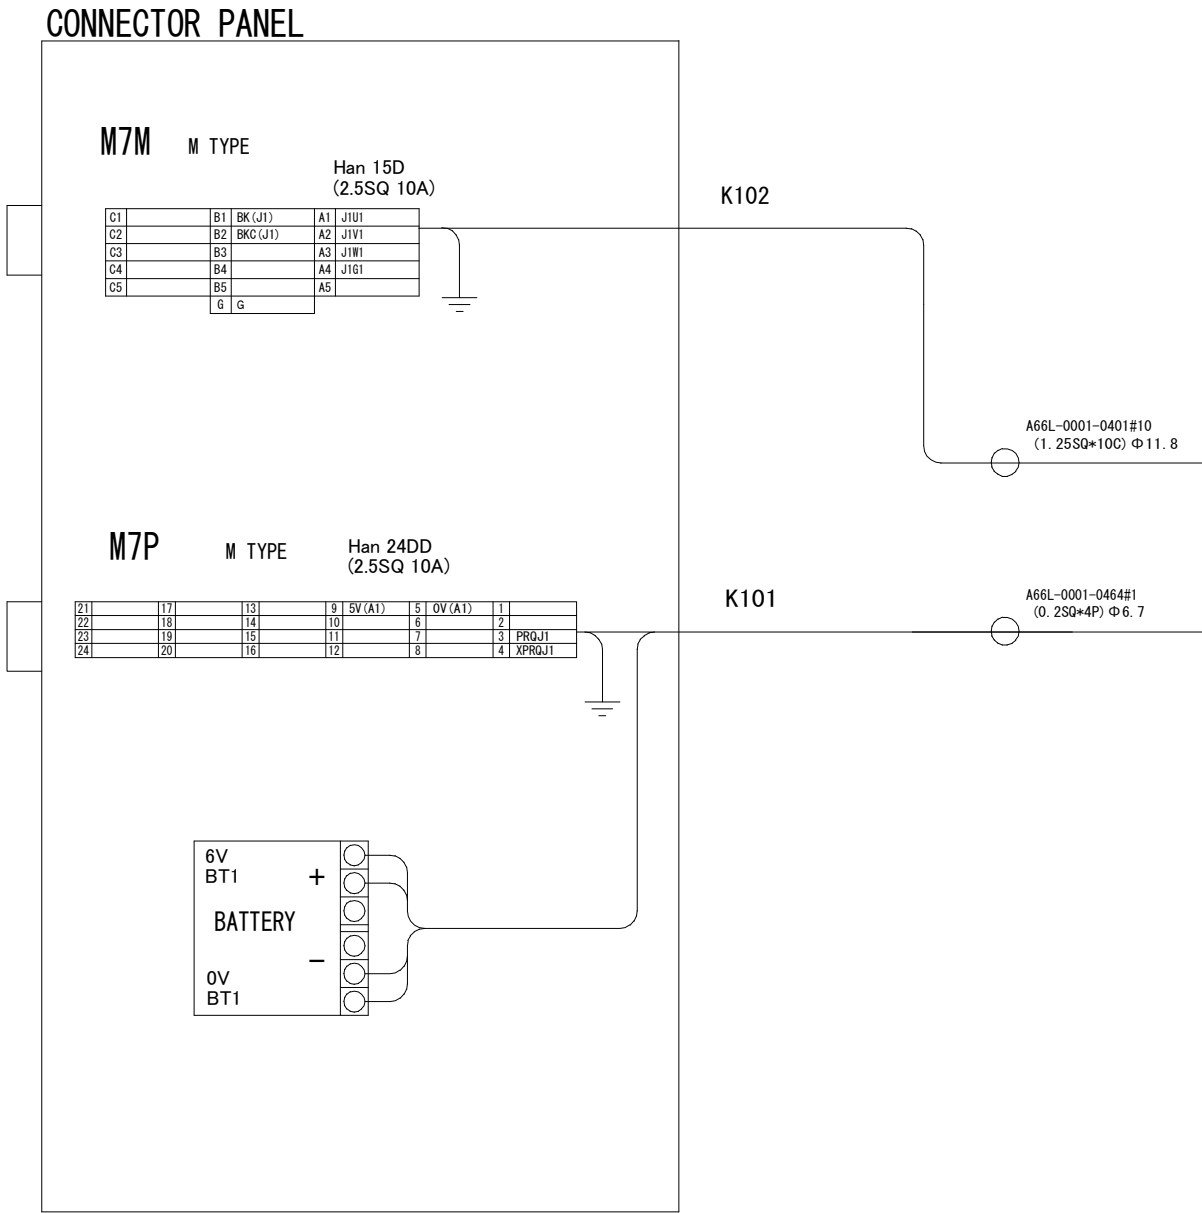 CONNECTOR PANEL
M7M M TYPE
Han 15D
(2.5SQ 10A)
K102
C1 B1 BK(J1) A1 J1U1
C2 B2 BKC(J1) A2 J1V1
C3 B3 A3 J1W1
C4 B4 A4 J1G1
C5 B5 A5
G G
A66L-0001-0401#10
(1.25SQ*10C)Φ11.8
M7P M TYPE Han 24DD
(2.5SQ 10A)
K101
A66L-0001-0464#1
(0.2SQ*4P)Φ6.7
21 17 13 9 5V(A1) 5 0V(A1) 1
22 18 14 10 6 2
23 19 15 11 7 3 PRQJ1
24 20 16 12 8 4 XPRQJ1
6V
BT1 +
BATTERY
−
0V
BT1